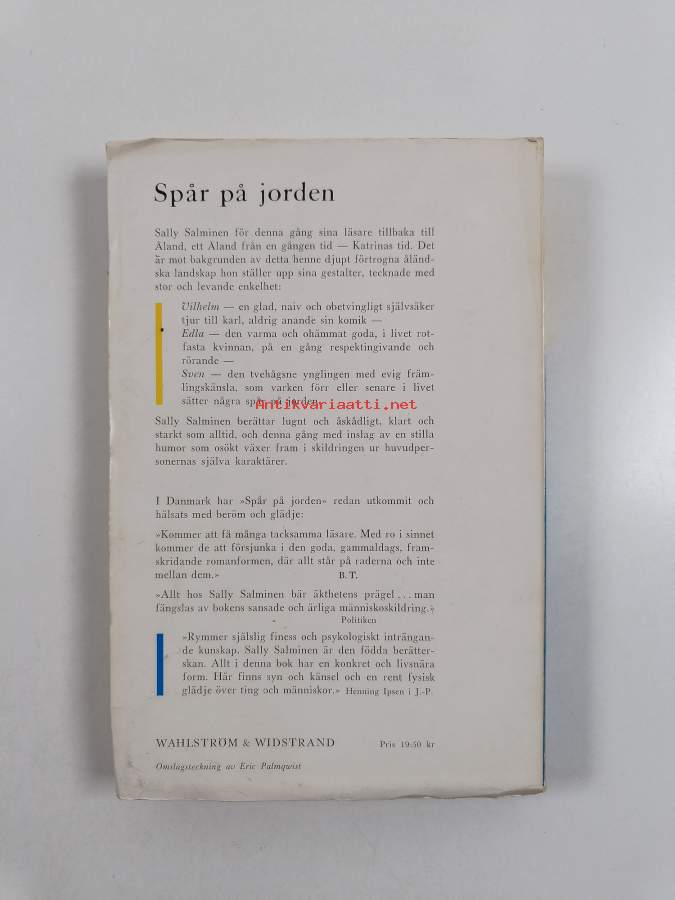 Spår på jorden
Sally Salminen för denna gång sina läsare tillbaka till
Åland, ett Åland från en gången tid — Katrinas tid. Det
är mot bakgrunden av detta henne djupt förtrogna åländ-
ska landskap hon ställer upp sina gestalter, tecknade med
stor och levande enkelhet:
Vilhelm — en glad, naiv och obetvingligt självsäker
tjur till karl, aldrig anande sin komik —
Edla — den varma och ohämmat goda, i livet rot-
fasta kvinnan, på en gång respektingivande och
rörande —
Sven — den tvehågsne ynglingen med evig främ-
lingskänsla, som varken förr eller senare i livet
sätter några spår på jorden.
Antikvariaatti.net
Sally Salminen berättar lugnt och åskådligt, klart och
starkt som alltid, och denna gång med inslag av en stilla
humor som osökt växer fram i skildringen ur huvudper-
sonernas själva karaktärer.
I Danmark har »Spår på jorden» redan utkommit och
hälsats med beröm och glädje:
»Kommer att få många tacksamma läsare. Med ro i sinnet
kommer de att försjunka i den goda, gammaldags, fram-
skridande romanformen, där allt står på raderna och inte
mellan dem.» B. T.
»Allt hos Sally Salminen bär äkthetens prägel ... man
fängslas av bokens sansade och ärliga människoskildring.»
Politiken
»Rymmer själslig finess och psykologiskt inträngan-
de kunskap. Sally Salminen är den födda berätter-
skan. Allt i denna bok har en konkret och livsnära
form. Här finns syn och känsel och en rent fysisk
glädje över ting och människor.» Henning Ipsen i J.-P.
WAHLSTRÖM & WIDSTRAND Pris 19:50 kr
Omslagsteckning av Eric Palmqwist